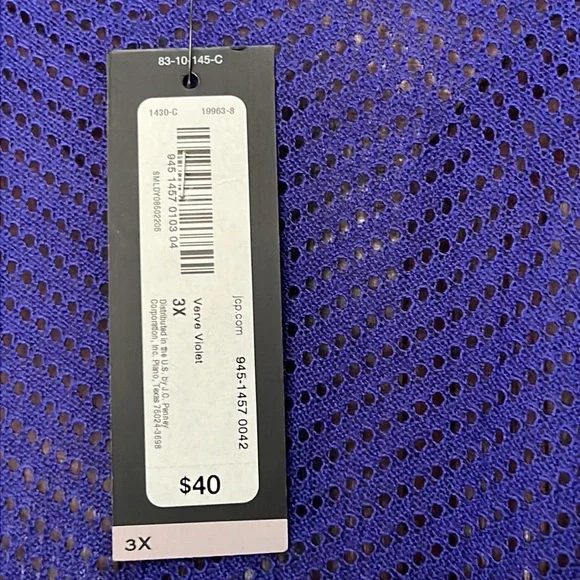 83-10-145-C
1430-C 19963-8
945 1457 0103 04
SMLDY08502206
jcp.com 945-1457 0042
Verve Violet
3X
Distributed in the U.S. by J.C. Penney
Corporation, Inc. Plano, Texas 75024-3698
$40
3X